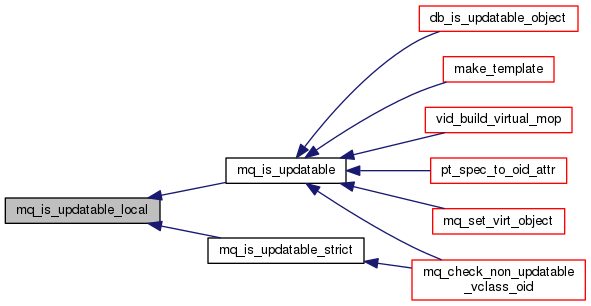 db_is_updatable_object
make_template
vid_build_virtual_mop
mq_is_updatable
pt_spec_to_oid_attr
mq_is_updatable_local
mq_set_virt_object
mq_is_updatable_strict
mq_check_non_updatable
_vclass_oid